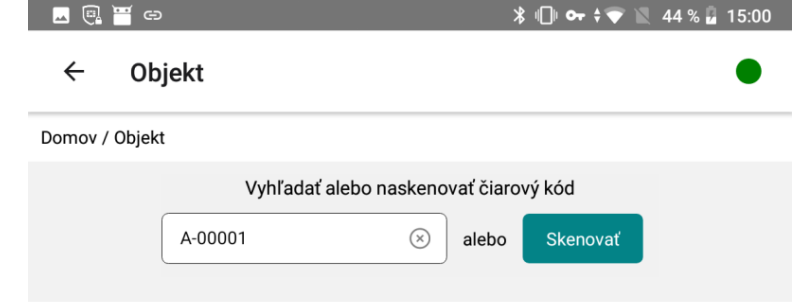 44 % 15:00
Objekt
Domov / Objekt
Vyhľadať alebo naskenovať čiarový kód
A-00001 alebo Skenovať